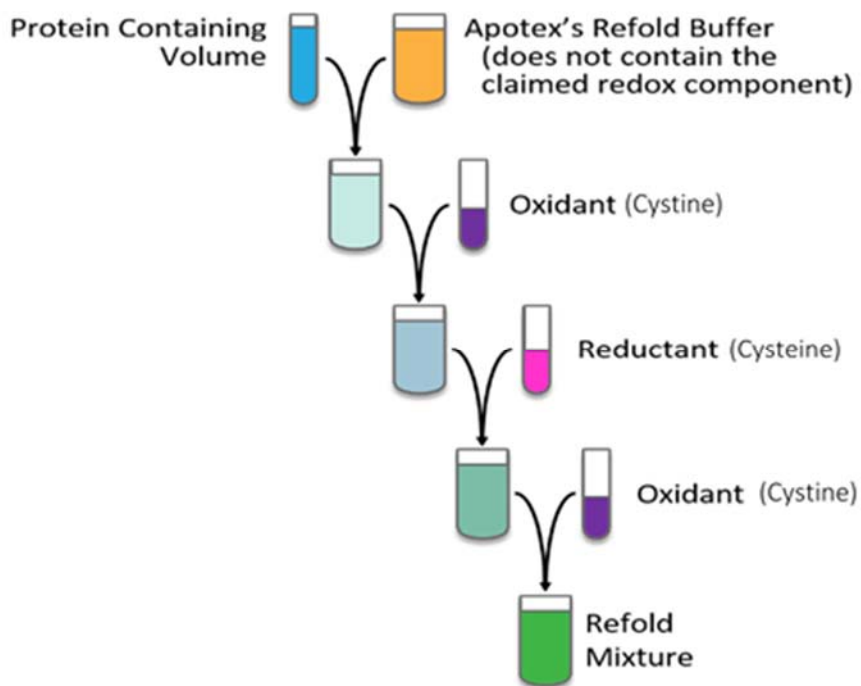 Protein Containing
Volume
Apotex’s Refold Buffer
(does not contain the
claimed redox component)
Oxidant (Cystine)
Reductant (Cysteine)
Oxidant (Cystine)
Refold
Mixture